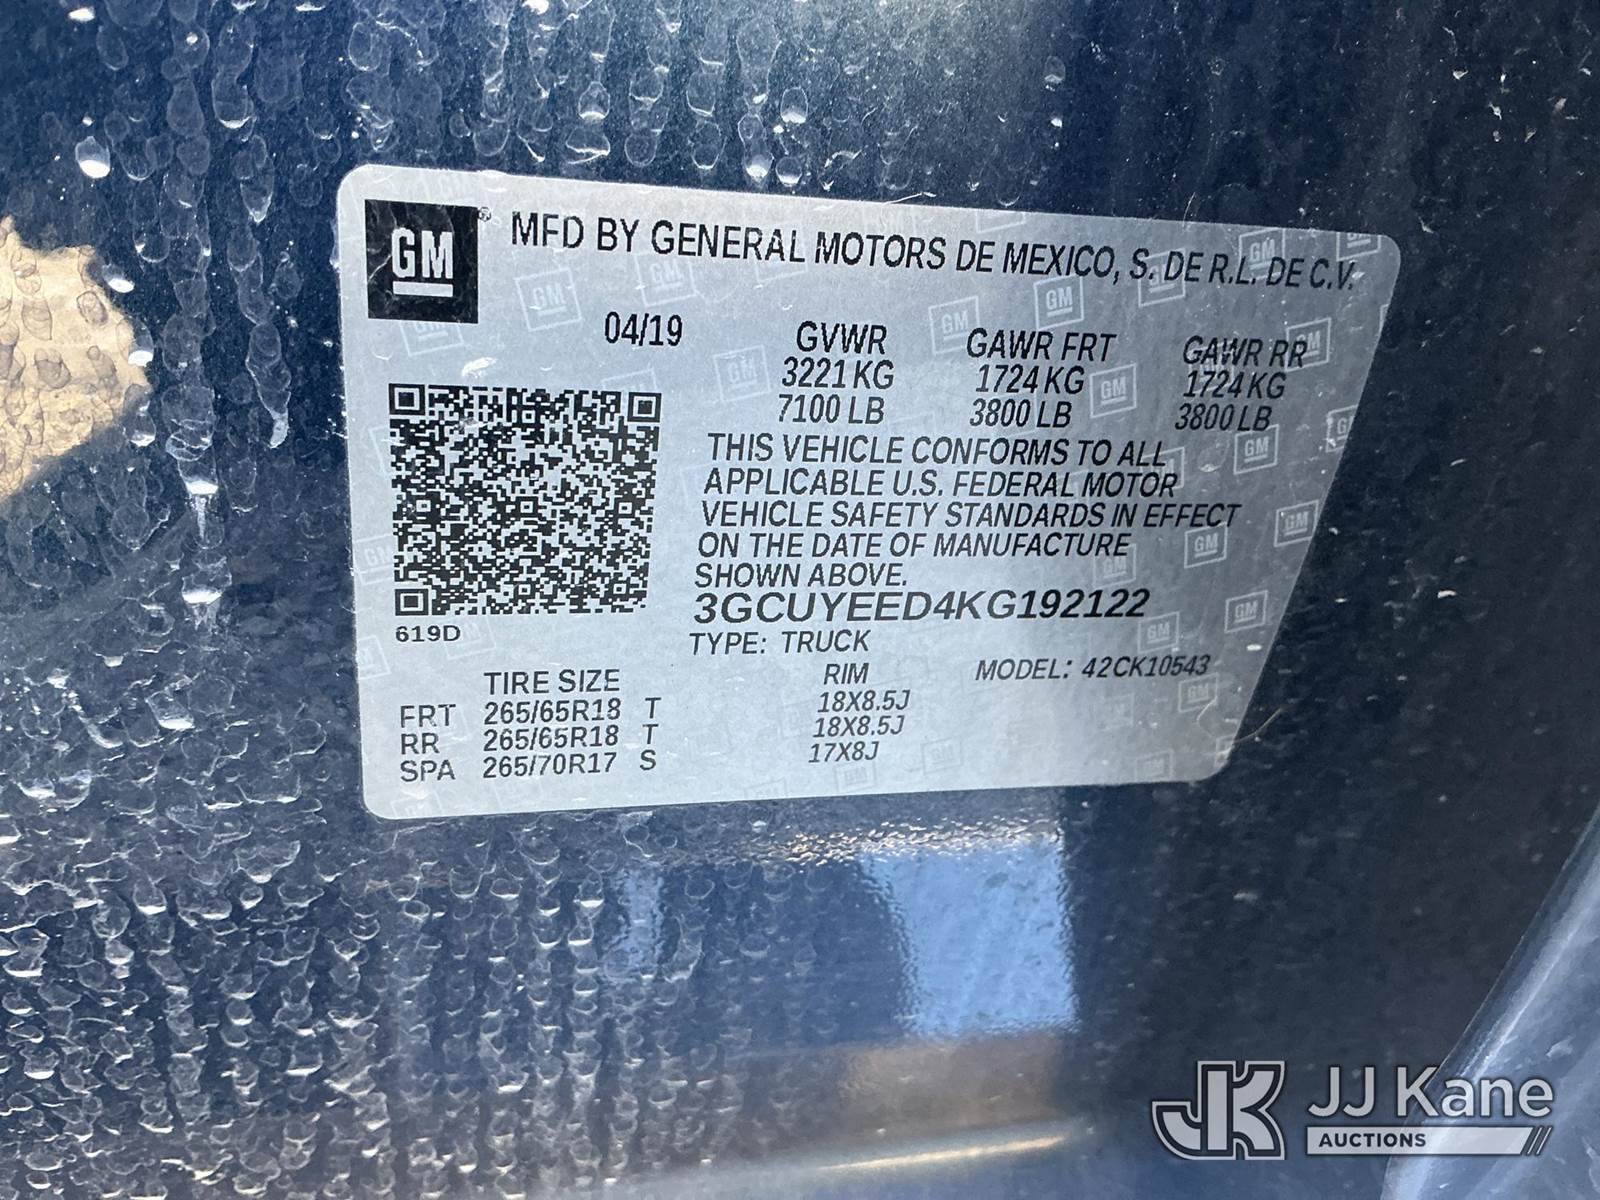 GM® MFD BY GENERAL MOTORS DE MEXICO, S. DE R.L. DE C.V.
04/19
GVWR GAWR FRT GAWR RR
3221 KG 1724 KG 1724 KG
7100 LB 3800 LB 3800 LB
THIS VEHICLE CONFORMS TO ALL
APPLICABLE U.S. FEDERAL MOTOR
VEHICLE SAFETY STANDARDS IN EFFECT
ON THE DATE OF MANUFACTURE
SHOWN ABOVE.
3GCUYEED4KG192122
619D
TYPE: TRUCK
TIRE SIZE RIM MODEL: 42CK10543
FRT 265/65R18 T 18X8.5J
RR 265/65R18 T 18X8.5J
SPA 265/70R17 S 17X8J
JK JJ Kane
AUCTIONS